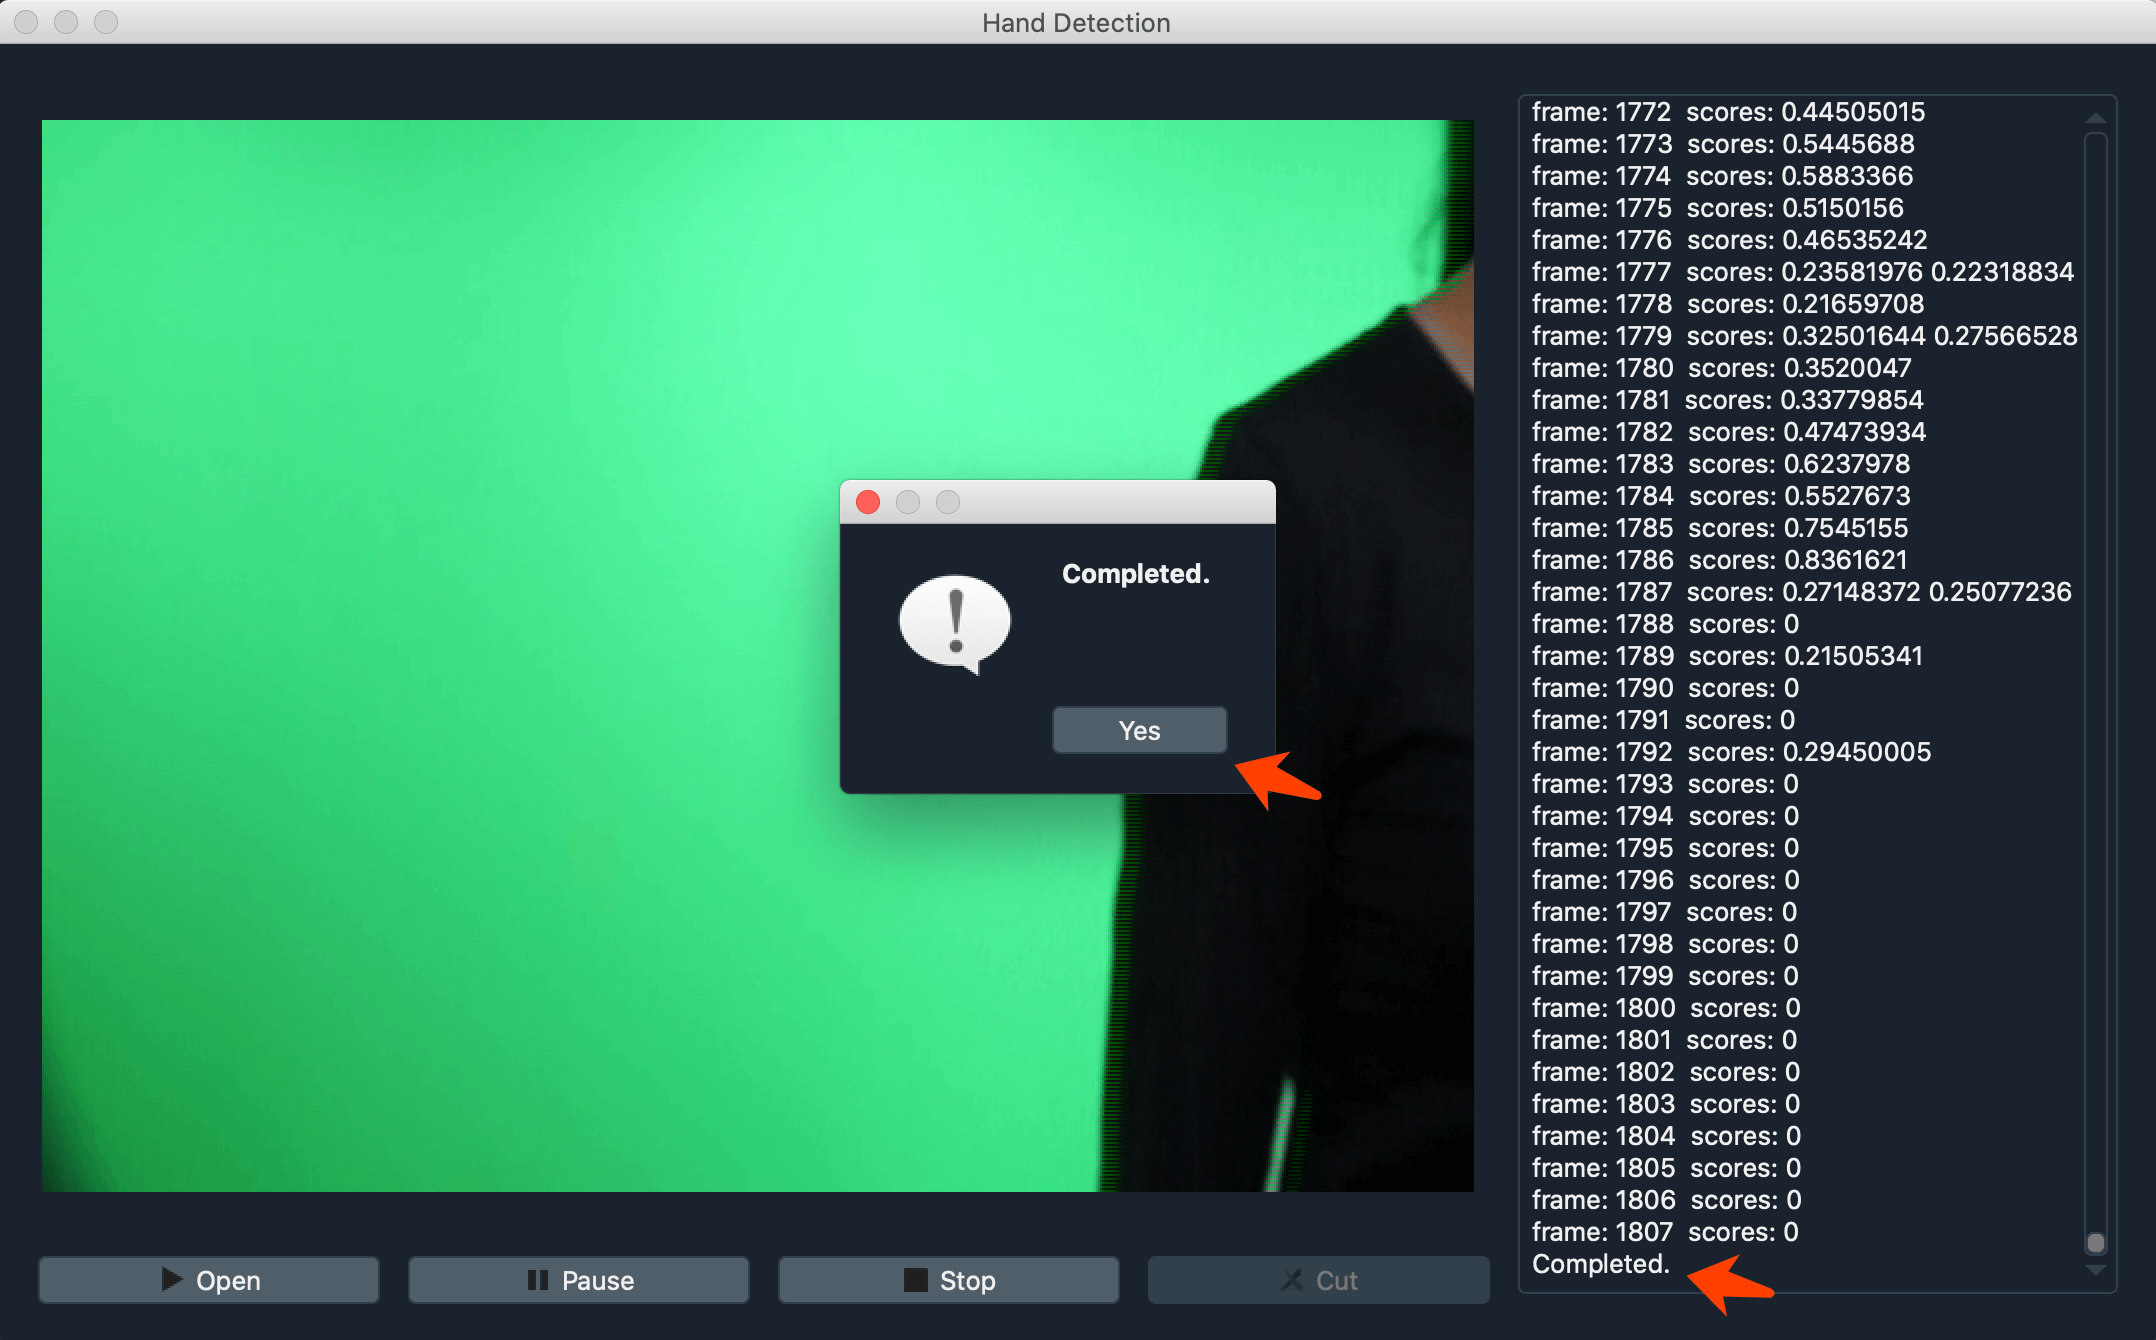 Hand Detection
frame: 1772 scores: 0.44505015
frame: 1773 scores: 0.5445688
frame: 1774 scores: 0.5883366
frame: 1775 scores: 0.5150156
frame: 1776 scores: 0.46535242
frame: 1777 scores: 0.23581976 0.22318834
frame: 1778 scores: 0.21659708
frame: 1779 scores: 0.32501644 0.27566528
frame: 1780 scores: 0.3520047
frame: 1781 scores: 0.33779854
frame: 1782 scores: 0.47473934
frame: 1783 scores: 0.6237978
frame: 1784 scores: 0.5527673
frame: 1785 scores: 0.7545155
frame: 1786 scores: 0.8361621
frame: 1787 scores: 0.27148372 0.25077236
frame: 1788 scores: 0
frame: 1789 scores: 0.21505341
frame: 1790 scores: 0
frame: 1791 scores: 0
frame: 1792 scores: 0.29450005
frame: 1793 scores: 0
frame: 1794 scores: 0
frame: 1795 scores: 0
frame: 1796 scores: 0
frame: 1797 scores: 0
frame: 1798 scores: 0
frame: 1799 scores: 0
frame: 1800 scores: 0
frame: 1801 scores: 0
frame: 1802 scores: 0
frame: 1803 scores: 0
frame: 1804 scores: 0
frame: 1805 scores: 0
frame: 1806 scores: 0
frame: 1807 scores: 0
Completed.
Completed.
Yes
Open
Pause
Stop
Cut